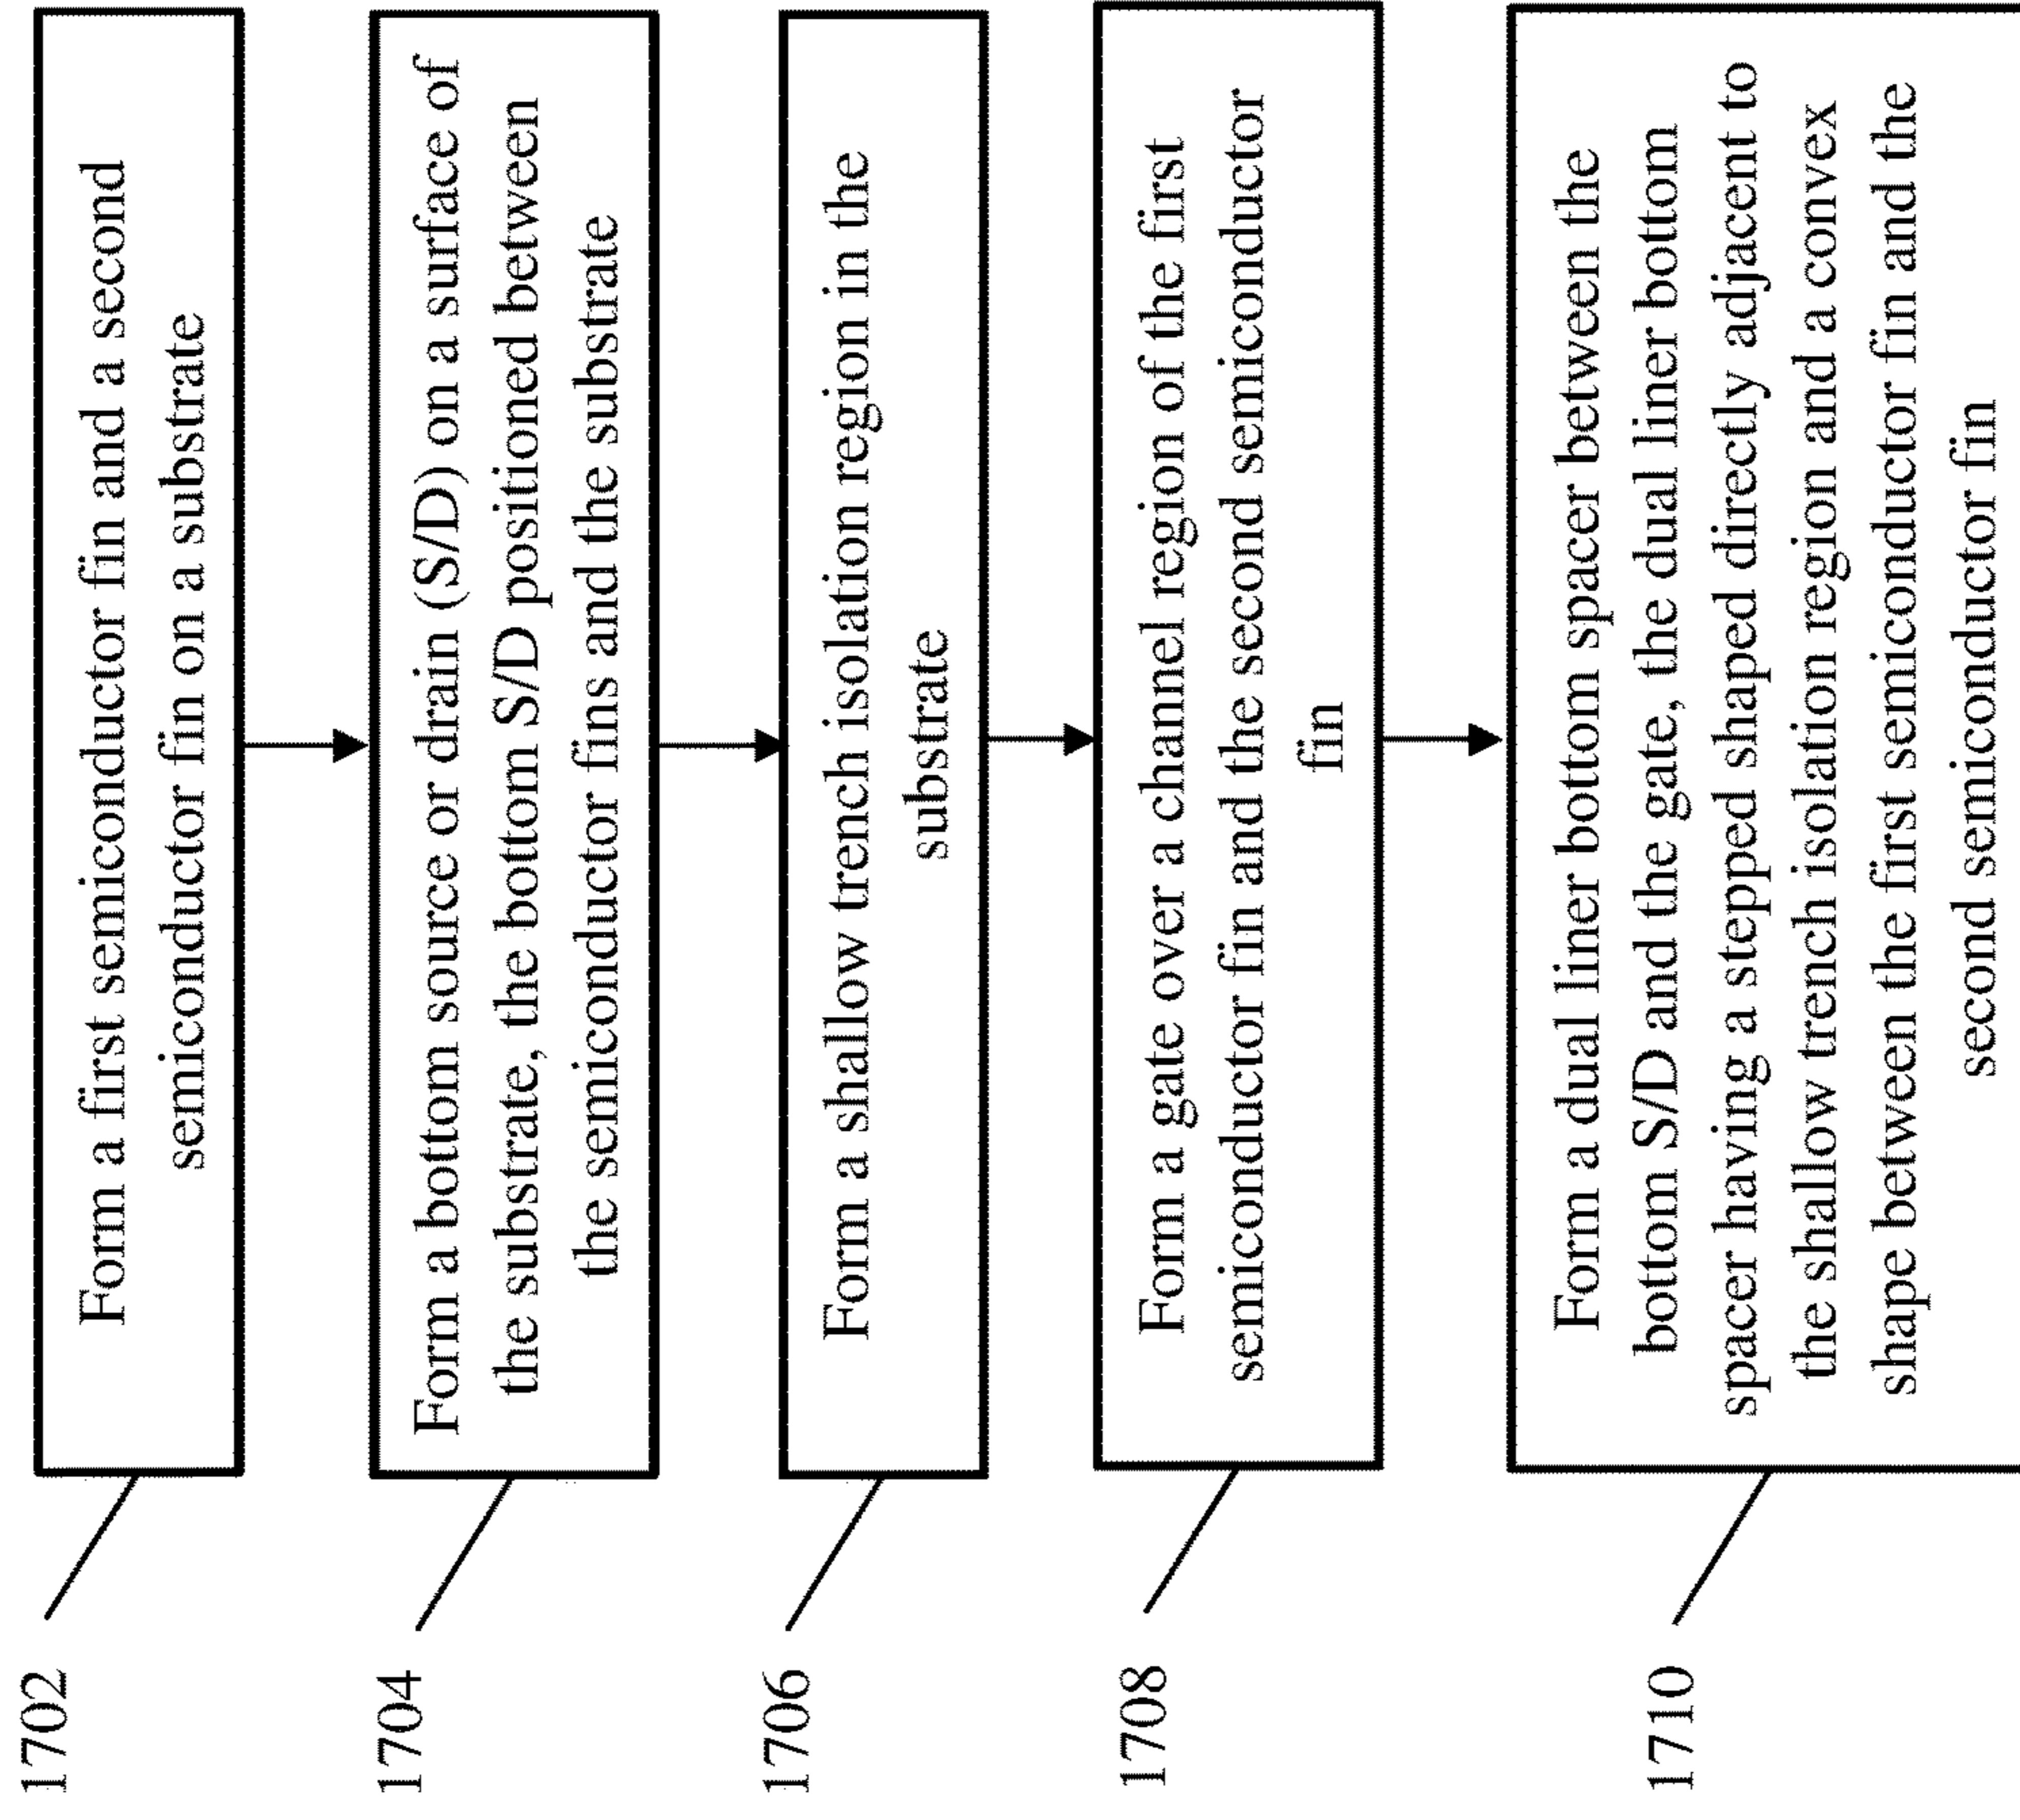 1702
Form a first semiconductor fin and a second
semiconductor fin on a substrate
1704
Form a bottom source or drain (S/D) on a surface of
the substrate, the bottom S/D positioned between
the semiconductor fins and the substrate
1706
Form a shallow trench isolation region in the
substrate
1708
Form a gate over a channel region of the first
semiconductor fin and the second semiconductor
fin
1710
Form a dual liner bottom spacer between the
bottom S/D and the gate, the dual liner bottom
spacer having a stepped shaped directly adjacent to
the shallow trench isolation region and a convex
shape between the first semiconductor fin and the
second semiconductor fin